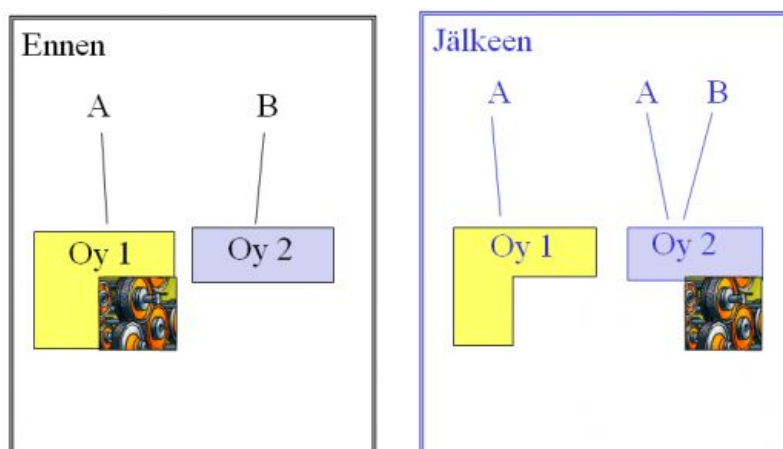 Ennen
A B
Oy 1 Oy 2
Jälkeen
A A B
Oy 1 Oy 2